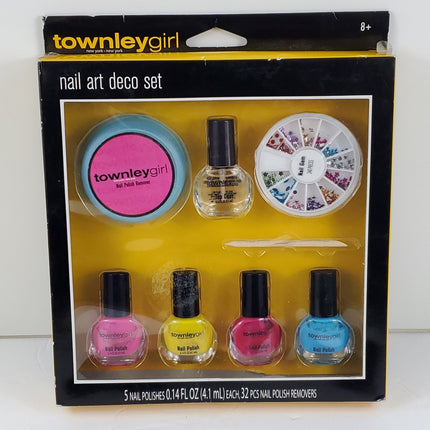 townleygirl
new york • new york
8+
nail art deco set
townleygirl
Nail Polish Remover
Nail Gem
townleygirl
Nail Polish
townleygirl
Nail Polish
townleygirl
Nail Polish
townleygirl
Nail Polish
5 NAIL POLISHES 0.14 FL OZ (4.1 mL) EACH, 32 PCS NAIL POLISH REMOVERS